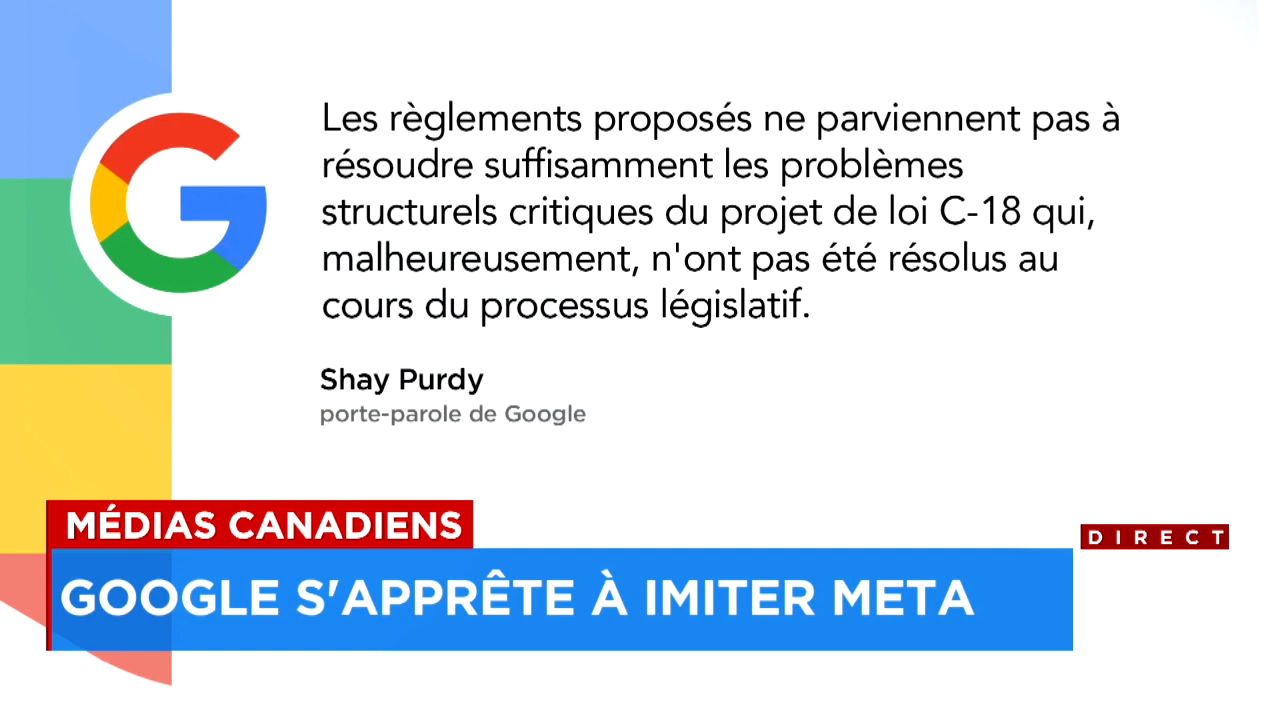 Les règlements proposés ne parviennent pas à
résoudre suffisamment les problèmes
structurels critiques du projet de loi C-18 qui,
malheureusement, n'ont pas été résolus au
cours du processus législatif.
Shay Purdy
porte-parole de Google
MÉDIAS CANADIENS
DIRECT
GOOGLE S'APPRÊTE À IMITER META